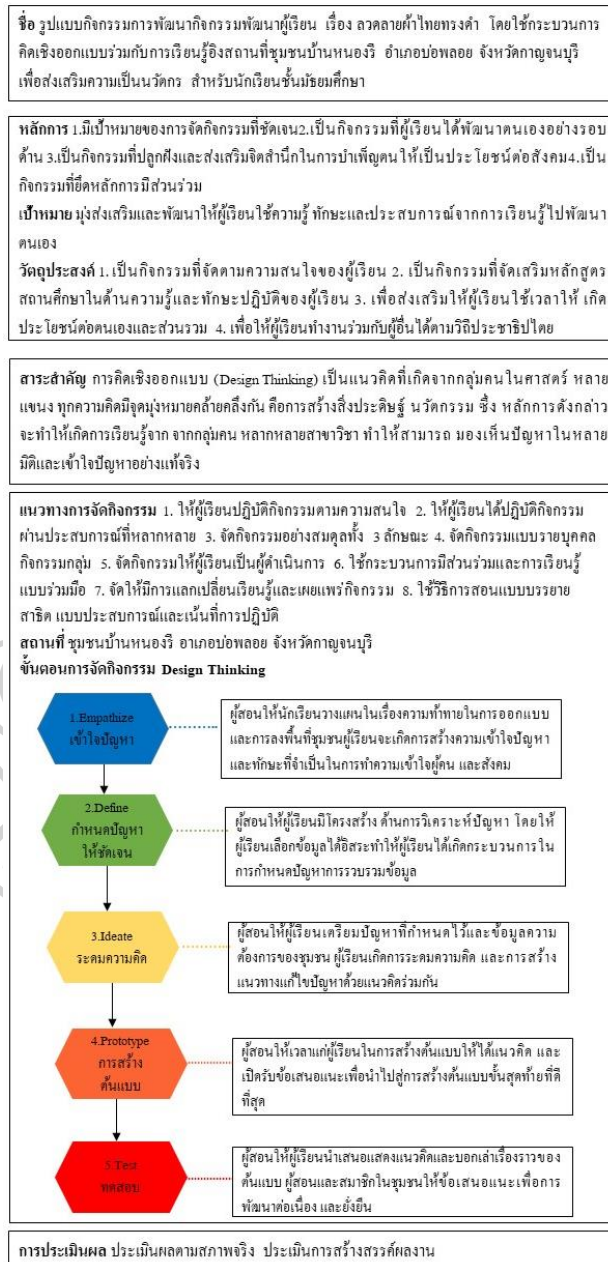 ชื่อ รูปแบบกิจกรรมการพัฒนากิจกรรมพัฒนาผู้เรียน เรื่อง ลวดลายผ้าไทยทรงดำ โดยใช้กระบวนการ
คิดเชิงออกแบบร่วมกับการเรียนรู้อิงสถานที่ชุมชนบ้านหนองรี อำเภอบ่อพลอย จังหวัดกาญจนบุรี
เพื่อส่งเสริมความเป็นนวัตกร สำหรับนักเรียนชั้นมัธยมศึกษา
หลักการ 1.มีเป้าหมายของการจัดกิจกรรมที่ชัดเจน2.เป็นกิจกรรมที่ผู้เรียนได้พัฒนาตนเองอย่างรอบ
ด้าน 3.เป็นกิจกรรมที่ปลูกฝังและส่งเสริมจิตสำนึกในการบำเพ็ญตนให้เป็นประโยชน์ต่อสังคม4.เป็น
กิจกรรมที่ยึดหลักการมีส่วนร่วม
เป้าหมาย มุ่งส่งเสริมและพัฒนาให้ผู้เรียนใช้ความรู้ ทักษะและประสบการณ์จากการเรียนรู้ไปพัฒนา
ตนเอง
วัตถุประสงค์ 1. เป็นกิจกรรมที่จัดตามความสนใจของผู้เรียน 2. เป็นกิจกรรมที่จัดเสริมหลักสูตร
สถานศึกษาในด้านความรู้และทักษะปฏิบัติของผู้เรียน 3. เพื่อส่งเสริมให้ผู้เรียนใช้เวลาให้ เกิด
ประโยชน์ต่อตนเองและส่วนรวม 4. เพื่อให้ผู้เรียนทำงานร่วมกับผู้อื่นได้ตามวิถีประชาธิปไตย
สาระสำคัญ การคิดเชิงออกแบบ (Design Thinking) เป็นแนวคิดที่เกิดจากกลุ่มคนในศาสตร์ หลาย
แขนง ทุกความคิดมีจุดมุ่งหมายคล้ายคลึงกัน คือการสร้างสิ่งประดิษฐ์ นวัตกรรม ซึ่ง หลักการดังกล่าว
จะทำให้เกิดการเรียนรู้จาก จากกลุ่มคน หลากหลายสาขาวิชา ทำให้สามารถ มองเห็นปัญหาในหลาย
มิติและเข้าใจปัญหาอย่างแท้จริง
แนวทางการจัดกิจกรรม 1. ให้ผู้เรียนปฏิบัติกิจกรรมตามความสนใจ 2. ให้ผู้เรียนได้ปฏิบัติกิจกรรม
ผ่านประสบการณ์ที่หลากหลาย 3. จัดกิจกรรมอย่างสมดุลทั้ง 3 ลักษณะ 4. จัดกิจกรรมแบบรายบุคคล
กิจกรรมกลุ่ม 5. จัดกิจกรรมให้ผู้เรียนเป็นผู้ดำเนินการ 6. ใช้กระบวนการมีส่วนร่วมและการเรียนรู้
แบบร่วมมือ 7. จัดให้มีการแลกเปลี่ยนเรียนรู้และเผยแพร่กิจกรรม 8. ใช้วิธีการสอนแบบบรรยาย
สาธิต แบบประสบการณ์และเน้นที่การปฏิบัติ
สถานที่ ชุมชนบ้านหนองรี อาเภอบ่อพลอย จังหวัดกาญจนบุรี
ขั้นตอนการจัดกิจกรรม Design Thinking
1.Empathize
เข้าใจปัญหา
ผู้สอนให้นักเรียนวางแผนในเรื่องความท้าทายในการออกแบบ
และการลงพื้นที่ชุมชนผู้เรียนจะเกิดการสร้างความเข้าใจปัญหา
และทักษะที่จำเป็นในการทำความเข้าใจผู้คน และสังคม
2.Define
กำหนดปัญหา
ให้ชัดเจน
ผู้สอนให้ผู้เรียนมีโครงสร้าง ด้านการวิเคราะห์ปัญหา โดยให้
ผู้เรียนเลือกข้อมูลได้อิสระทำให้ผู้เรียนได้เกิดกระบวนการใน
การกำหนดปัญหาการรวบรวมข้อมูล
3.Ideate
ระดมความคิด
ผู้สอนให้ผู้เรียนเตรียมปัญหาที่กำหนดไว้และข้อมูลความ
ต้องการของชุมชน ผู้เรียนเกิดการระดมความคิด และการสร้าง
แนวทางแก้ไขปัญหาด้วยแนวคิดร่วมกัน
4.Prototype
การสร้าง
ต้นแบบ
ผู้สอนให้เวลาแก่ผู้เรียนในการสร้างต้นแบบให้ได้แนวคิด และ
เปิดรับข้อเสนอแนะเพื่อนำไปสู่การสร้างต้นแบบขั้นสุดท้ายที่ดี
ที่สุด
5.Test
ทดสอบ
ผู้สอนให้ผู้เรียนนำเสนอแสดงแนวคิดและบอกเล่าเรื่องราวของ
ต้นแบบ ผู้สอนและสมาชิกในชุมชนให้ข้อเสนอแนะเพื่อการ
พัฒนาต่อเนื่อง และยั่งยืน
การประเมินผล ประเมินผลตามสภาพจริง ประเมินการสร้างสรรค์ผลงาน